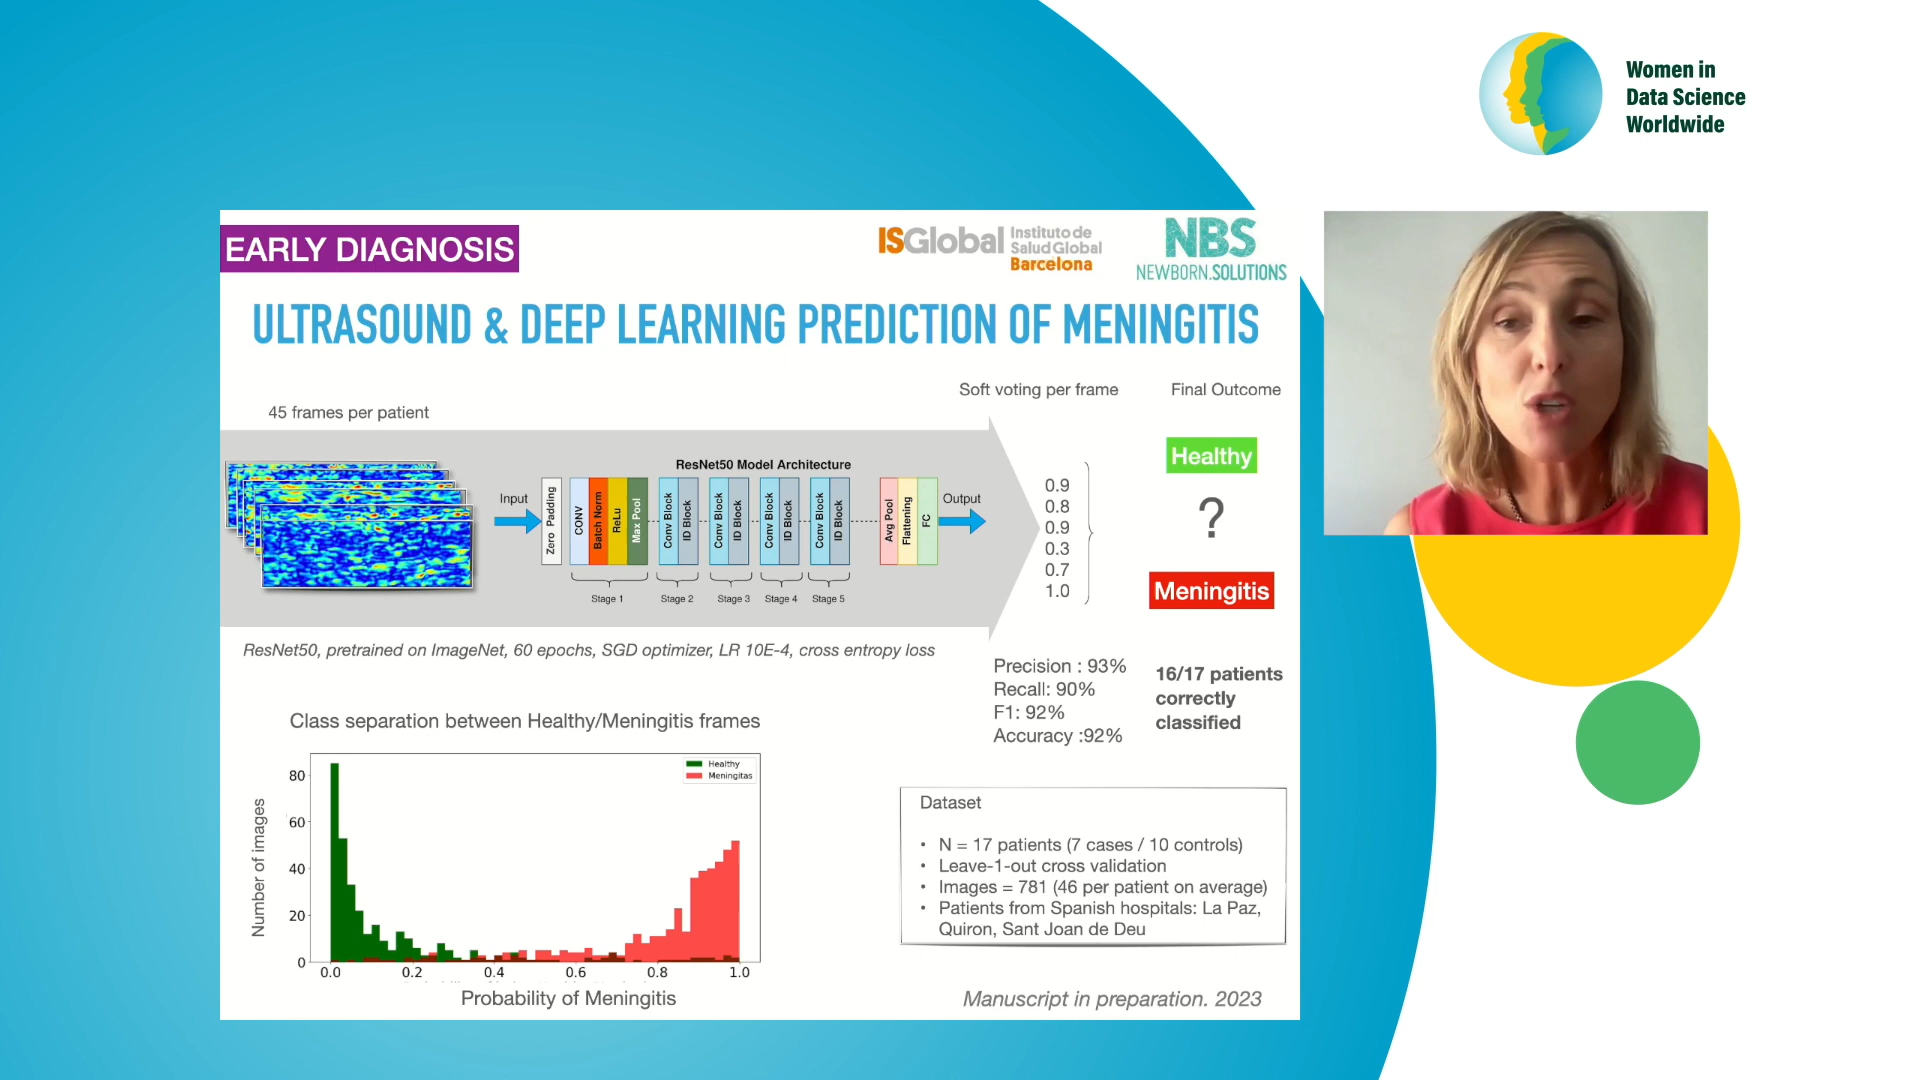 Women in
Data Science
Worldwide
EARLY DIAGNOSIS
ISGlobal Instituto de
Salud Global
Barcelona
NBS
NEWBORN.SOLUTIONS
ULTRASOUND & DEEP LEARNING PREDICTION OF MENINGITIS
45 frames per patient
Soft voting per frame
Final Outcome
ResNet50 Model Architecture
Input
Zero Padding
CONV
Batch Norm
ReLu
Max Pool
Conv Block
ID Block
Conv Block
ID Block
Conv Block
ID Block
Conv Block
ID Block
Avg Pool
Flattening
FC
Output
Stage 1
Stage 2
Stage 3
Stage 4
Stage 5
0.9
0.8
0.9
0.3
0.7
1.0
Healthy
?
Meningitis
ResNet50, pretrained on ImageNet, 60 epochs, SGD optimizer, LR 10E-4, cross entropy loss
Precision : 93%
Recall: 90%
F1: 92%
Accuracy :92%
16/17 patients
correctly
classified
Class separation between Healthy/Meningitis frames
Number of images
80
60
40
20
0
0.0
0.2
0.4
0.6
0.8
1.0
Healthy
Meningitas
Probability of Meningitis
Dataset
• N = 17 patients (7 cases / 10 controls)
• Leave-1-out cross validation
• Images = 781 (46 per patient on average)
• Patients from Spanish hospitals: La Paz,
Quiron, Sant Joan de Deu
Manuscript in preparation. 2023